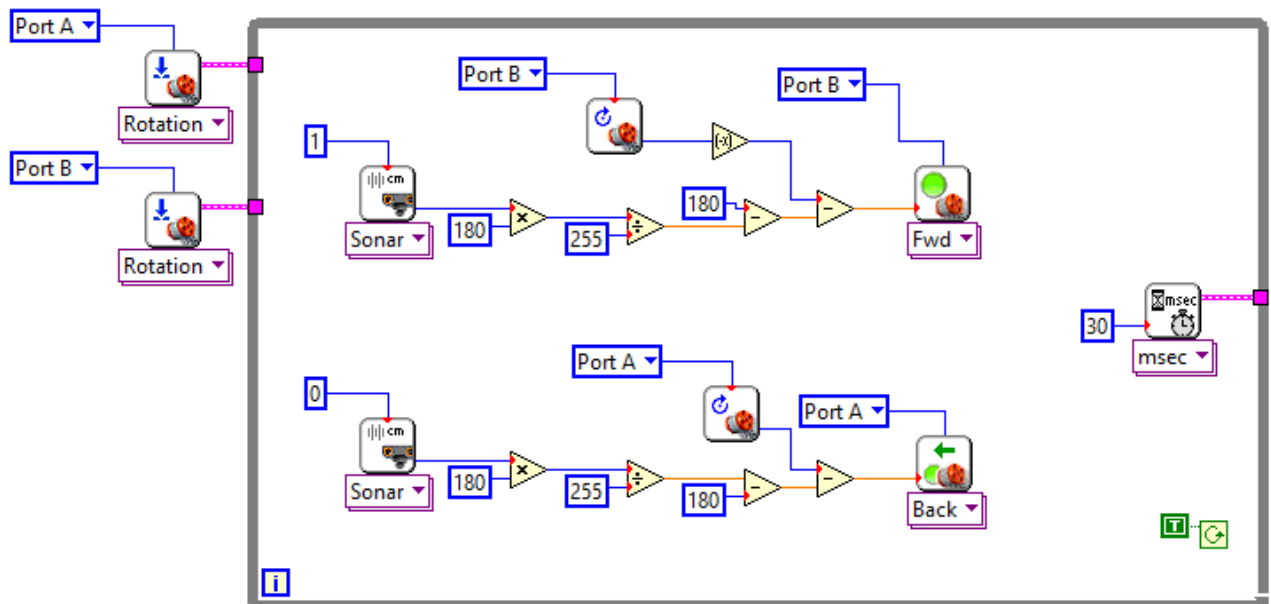 Port A
Rotation
Port B
Rotation
Port B
Port B
1
cm
Sonar
180
×
255
÷
180
−
(-x)
−
Fwd
msec
30
msec
Port A
Port A
0
cm
Sonar
180
×
255
÷
180
−
−
Back
T
i